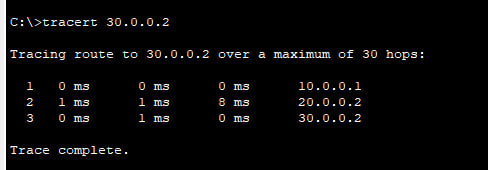 C:\>tracert 30.0.0.2
Tracing route to 30.0.0.2 over a maximum of 30 hops:
1 0 ms 0 ms 0 ms 10.0.0.1
2 1 ms 1 ms 8 ms 20.0.0.2
3 0 ms 1 ms 0 ms 30.0.0.2
Trace complete.